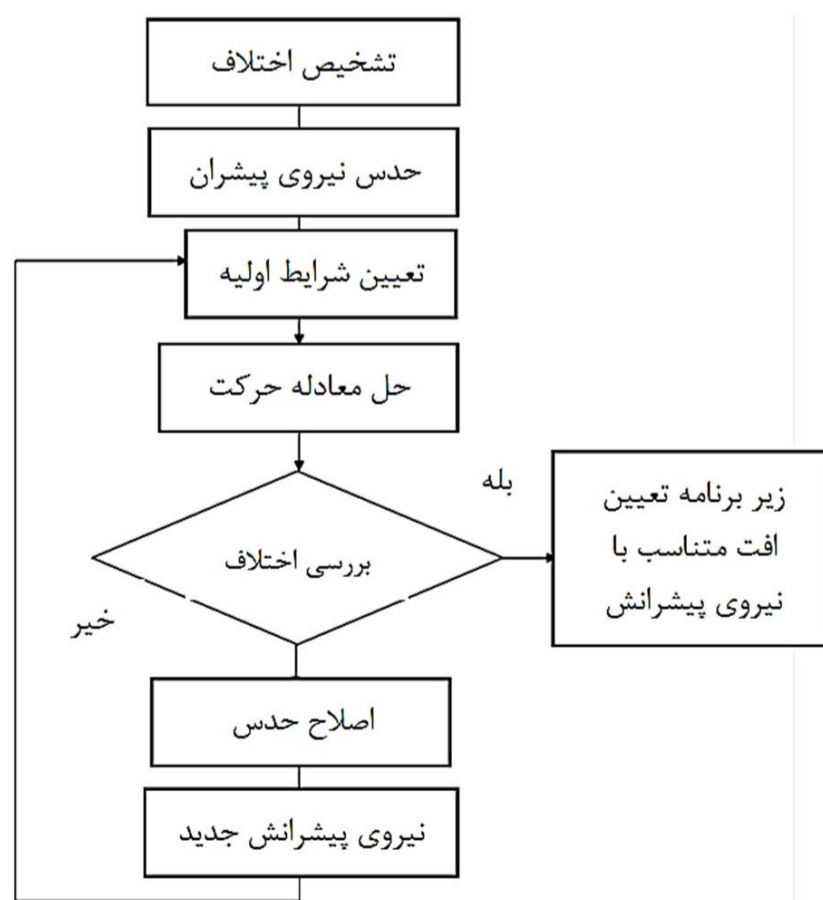 تشخیص اختلاف
حدس نیروی پیشران
تعیین شرایط اولیه
حل معادله حرکت
بررسی اختلاف
بله
زیر برنامه تعیین
افت متناسب با
نیروی پیشرانش
خیر
اصلاح حدس
نیروی پیشرانش جدید